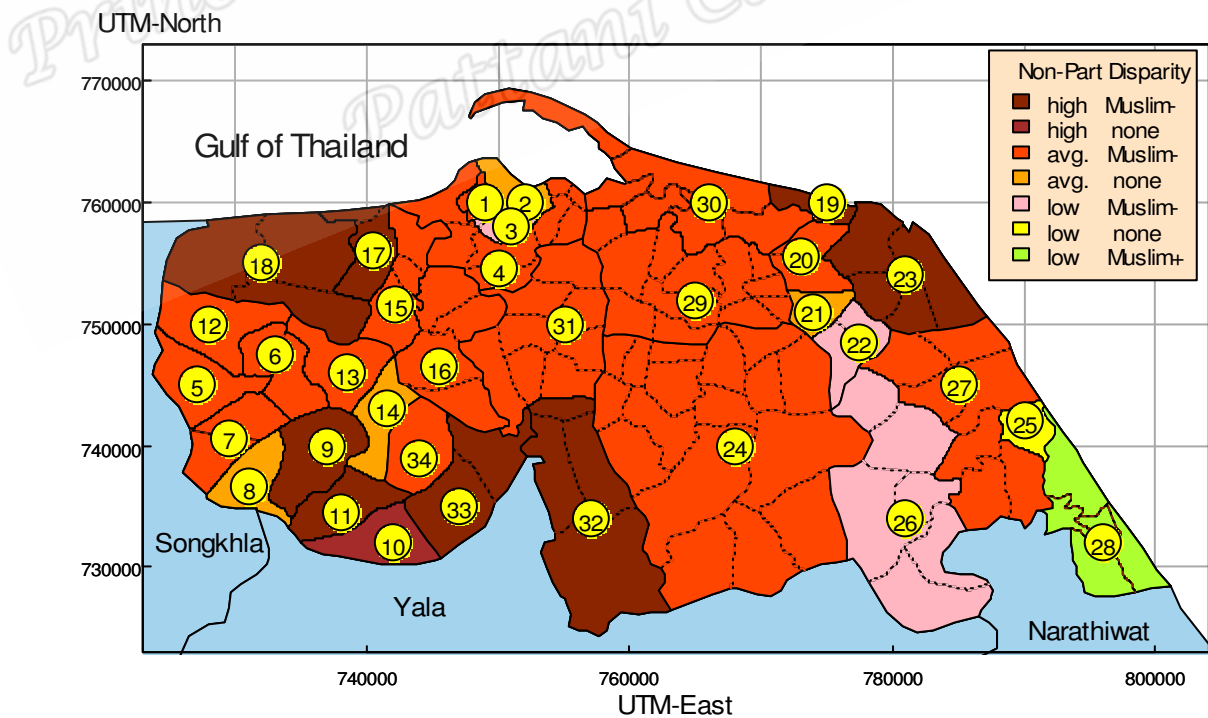 Prin
Pattani C
UTM-North
770000
760000
750000
740000
730000
Gulf of Thailand
Non-Part Disparity
high Muslim-
high none
avg. Muslim-
avg. none
low Muslim-
low none
low Muslim+
1 2 30 19
3
17
18 4 20 23
15 29 21
12 31 22
6 13 16
5 27
14 25
7 9 34 24
8
11 33 32 26
10 28
Songkhla
Yala
Narathiwat
740000 760000 780000 800000
UTM-East